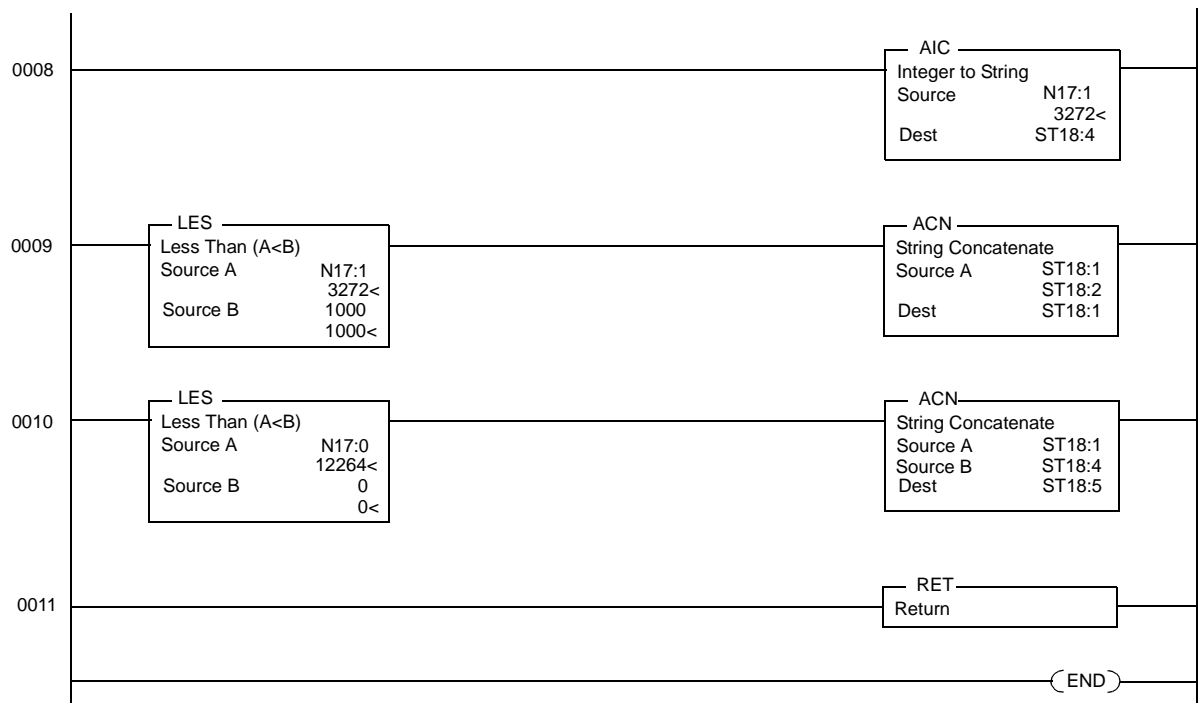 AIC
0008
Integer to String
Source N17:1
3272<
Dest ST18:4
LES
0009
Less Than (A<B)
Source A N17:1
3272<
Source B 1000
1000<
ACN
String Concatenate
Source A ST18:1
ST18:2
Dest ST18:1
LES
0010
Less Than (A<B)
Source A N17:0
12264<
Source B 0
0<
ACN
String Concatenate
Source A ST18:1
Source B ST18:4
Dest ST18:5
RET
0011
Return
END